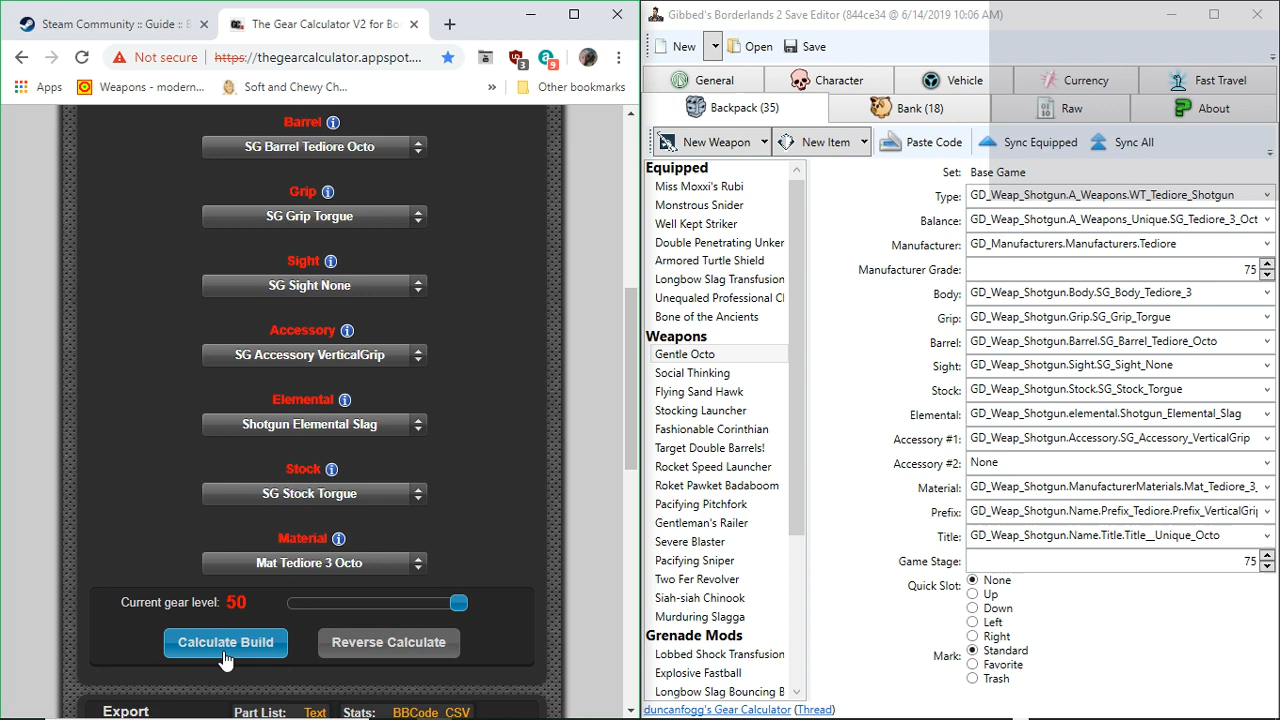 Steam Community :: Guide :: B
The Gear Calculator V2 for Bo
Not secure
https://thegearcalculator.appspot....
3
9
Apps
Weapons - modern...
Soft and Chewy Ch...
»
Other bookmarks
Barrel
SG Barrel Tediore Octo
Grip
SG Grip Torgue
Sight
SG Sight None
Accessory
SG Accessory VerticalGrip
Elemental
Shotgun Elemental Slag
Stock
SG Stock Torgue
Material
Mat Tediore 3 Octo
Current gear level: 50
Calculate Build
Inverse Calculate
Export
Part List: Text Stats: BBCode CSV
Gibbed's Borderlands 2 Save Editor (844ce34 @ 6/14/2019 10:06 AM)
New
Open
Save
General
Character
Vehicle
Currency
Fast Trav
Backpack (35)
Bank (18)
Raw
About
New Weapon
New Item
Paste Code
Sync Equipped
Sync All
Equipped
Miss Moxxi's Rubi
Monstrous Snider
Well Kept Striker
Double Penetrating Unker
Armored Turtle Shield
Longbow Slag Transfusion
Unequaled Professional Cl
Bone of the Ancients
Weapons
Gentle Octo
Social Thinking
Flying Sand Hawk
Stocking Launcher
Fashionable Corinthian
Target Double Barrels!
Rocket Speed Launcher
Roket Pawket Badaboom
Pacifying Pitchfork
Gentleman's Railer
Severe Blaster
Pacifying Sniper
Two Fer Revolver
Siah-siah Chinook
Murduring Slagga
Grenade Mods
Lobbed Shock Transfusion
Explosive Fastball
Longbow Slag Bouncing
Set: Base Game
Type: GD_Weap_Shotgun.A_Weapons.WT_Tediore_Shotgun
Balance: GD_Weap_Shotgun.A_Weapons_Unique.SG_Tediore_3_Oct
Manufacturer: GD_Manufacturers.Manufacturers.Tediore
Manufacturer Grade: 75
Body: GD_Weap_Shotgun.Body.SG_Body_Tediore_3
Grip: GD_Weap_Shotgun.Grip.SG_Grip_Torgue
Barrel: GD_Weap_Shotgun.Barrel.SG_Barrel_Tediore_Octo
Sight: GD_Weap_Shotgun.Sight.SG_Sight_None
Stock: GD_Weap_Shotgun.Stock.SG_Stock_Torgue
Elemental: GD_Weap_Shotgun.elemental.Shotgun_Elemental_Slag
Accessory #1: GD_Weap_Shotgun.Accessory.SG_Accessory_VerticalGrip
Accessory #2: None
Material: GD_Weap_Shotgun.ManufacturerMaterials.Mat_Tediore_3_
Prefix: GD_Weap_Shotgun.Name.Prefix_Tediore.Prefix_VerticalGrip
Title: GD_Weap_Shotgun.Name.Title.Title__Unique_Octo
Game Stage: 75
Quick Slot: None
Up
Down
Left
Right
Mark: Standard
Favorite
Trash
duncanfogg's Gear Calculator (Thread)